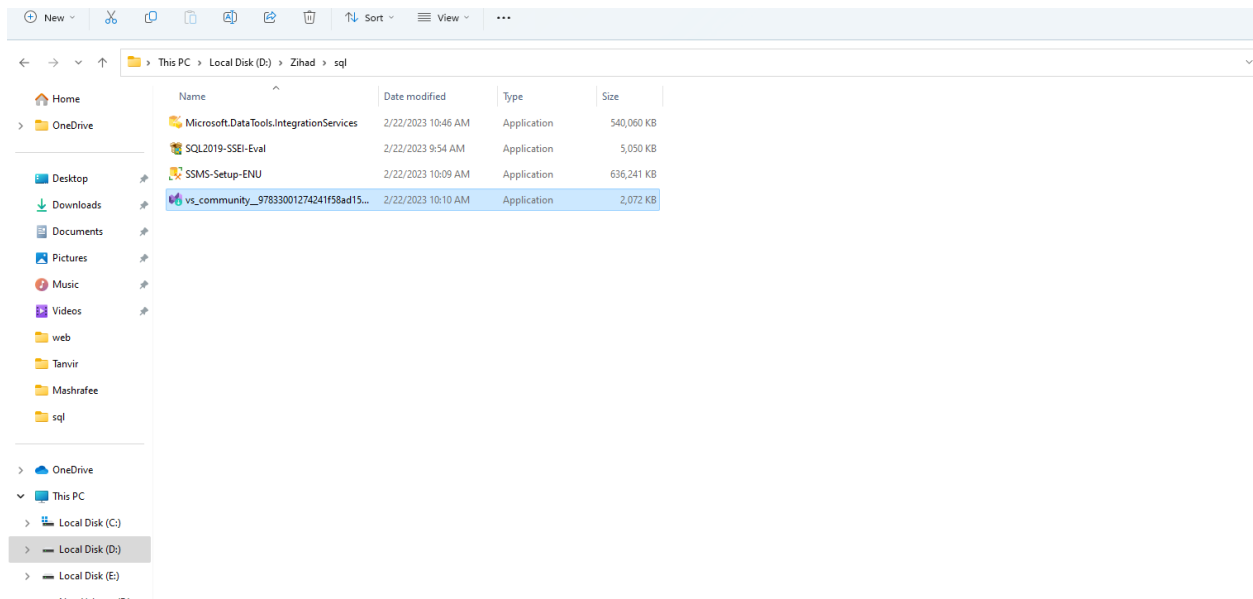 New Sort View
This PC > Local Disk (D:) > Zihad > sql
Home
OneDrive
Desktop
Downloads
Documents
Pictures
Music
Videos
web
Tanvir
Mashrafee
sql
OneDrive
This PC
Local Disk (C:)
Local Disk (D:)
Local Disk (E:)
Name Date modified Type Size
Microsoft.DataTools.IntegrationServices 2/22/2023 10:46 AM Application 540,060 KB
SQL2019-SSEI-Eval 2/22/2023 9:54 AM Application 5,050 KB
SSMS-Setup-ENU 2/22/2023 10:09 AM Application 636,241 KB
vs_community__97833001274241f58ad15... 2/22/2023 10:10 AM Application 2,072 KB